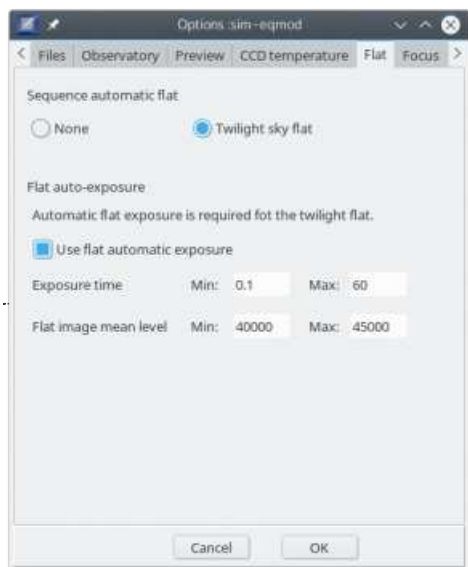 Options :sim-eqmod
Files Observatory Preview CCD temperature Flat Focus
Sequence automatic flat
None Twilight sky flat
Flat auto-exposure
Automatic flat exposure is required fot the twilight flat.
Use flat automatic exposure
Exposure time Min: 0.1 Max: 60
Flat image mean level Min: 40000 Max: 45000
Cancel OK